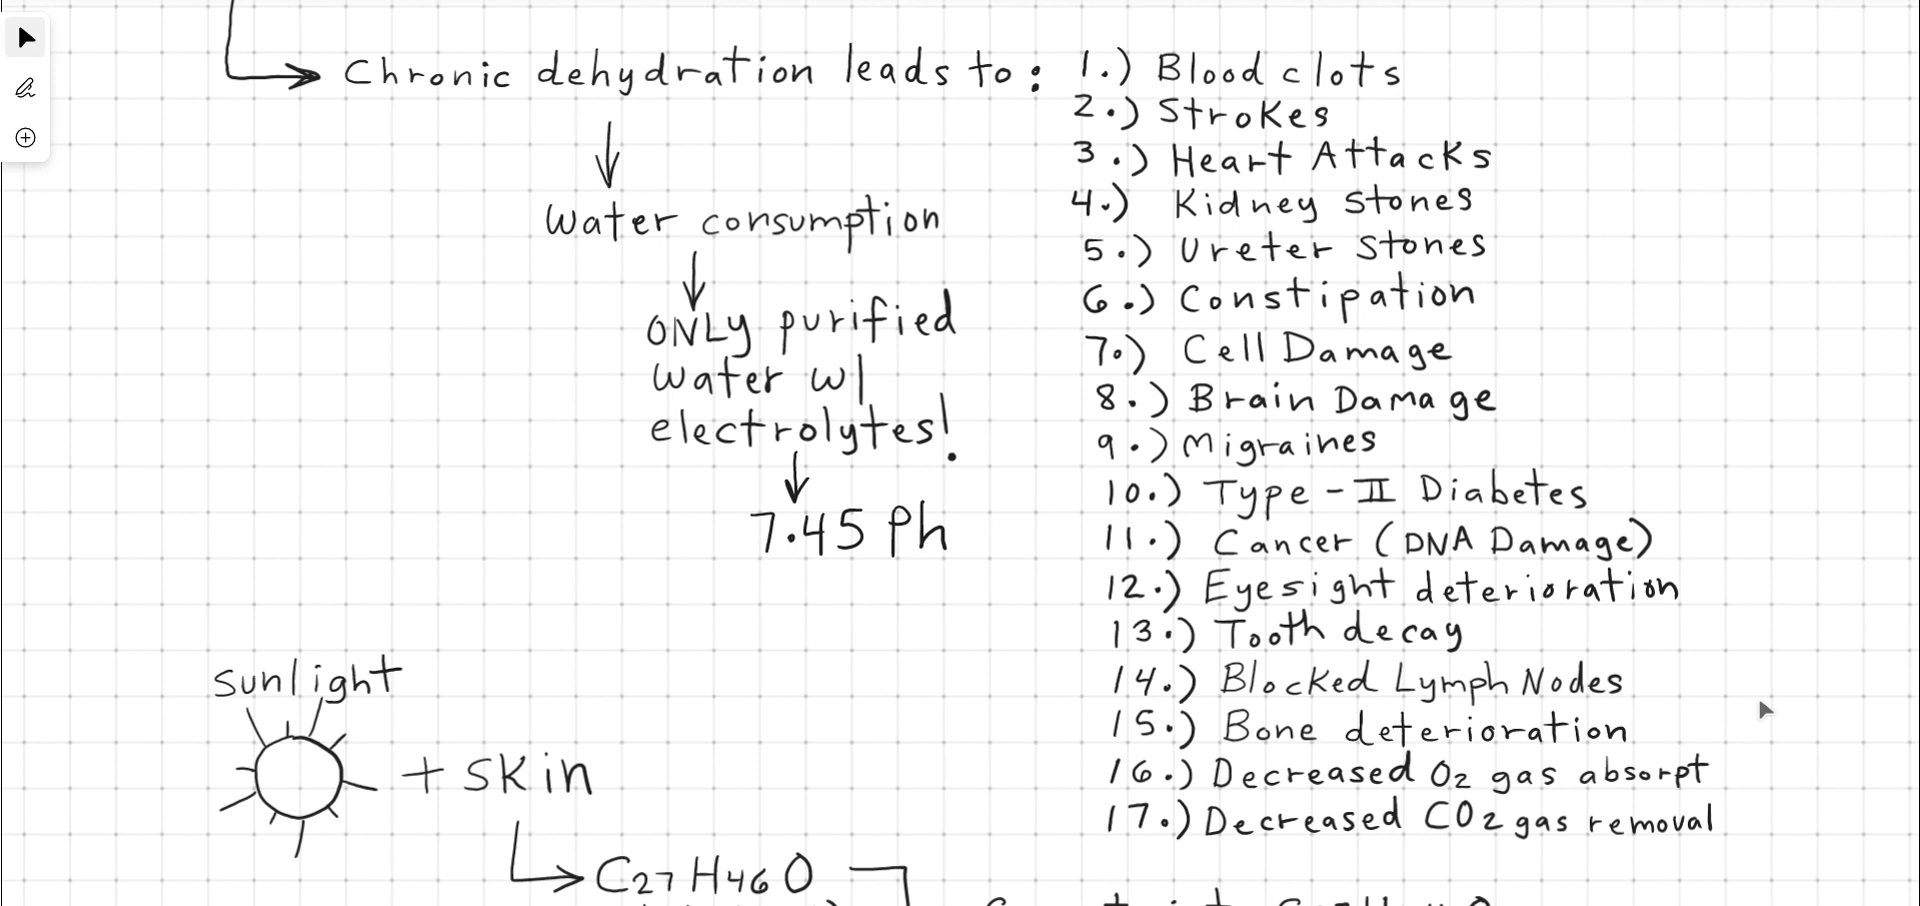 Chronic dehydration leads to:
1.) Blood clots
2.) Strokes
3.) Heart Attacks
4.) Kidney stones
5.) Ureter stones
6.) Constipation
7.) Cell Damage
8.) Brain Damage
9.) Migraines
10.) Type-II Diabetes
11.) Cancer (DNA Damage)
12.) Eyesight deterioration
13.) Tooth decay
14.) Blocked Lymph Nodes
15.) Bone deterioration
16.) Decreased O2 gas absorpt
17.) Decreased CO2 gas removal
Water consumption
ONLY purified
water w/
electrolytes!
7.45 Ph
Sunlight
+ skin
C27H46O